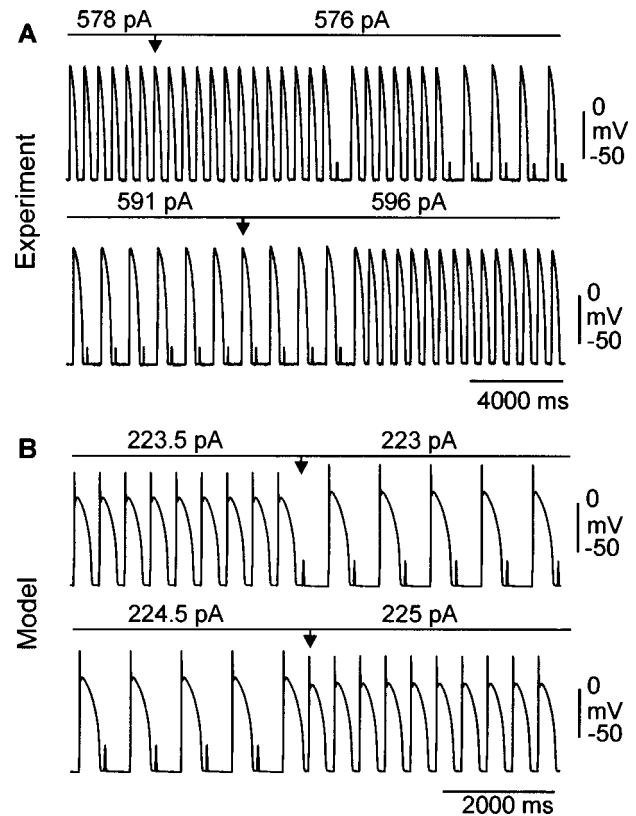 A
578 pA 576 pA
0
mV
-50
Experiment
591 pA 596 pA
0
mV
-50
4000 ms
B
223.5 pA 223 pA
0
mV
-50
Model
224.5 pA 225 pA
0
mV
-50
2000 ms